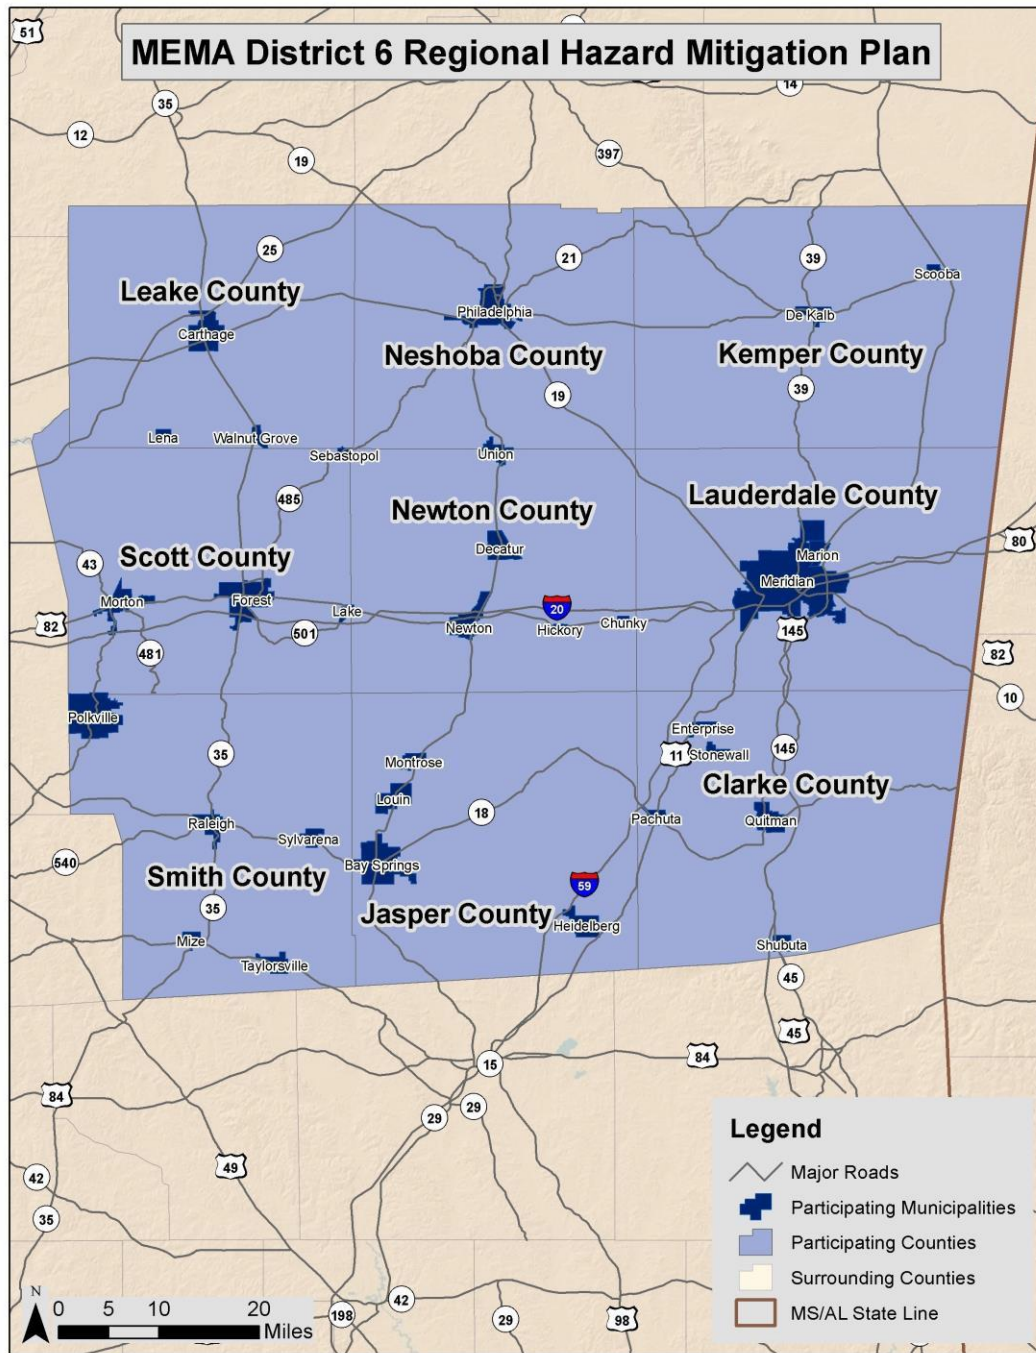 MEMA District 6 Regional Hazard Mitigation Plan
51
14
35
12
19
397
25
21
39
Scooba
Leake County
Philadelphia
De Kalb
Carthage
Neshoba County
Kemper County
39
19
Lena
Walnut Grove
Sebastopol
Union
485
Lauderdale County
Newton County
80
Decatur
Marion
Scott County
43
Meridian
Morton
Forest
Lake
20
82
501
Newton
Hickory
Chunky
145
481
82
10
Polkville
Enterprise
35
145
11
Stonewall
Montrose
Clarke County
Louin
18
Pachuta
Quitman
Raleigh
Sylvarena
540
Bay Springs
Smith County
59
35
Jasper County
Heidelberg
Mize
Shubuta
Taylorsville
45
45
84
15
84
29
29
49
42
35
42
198
29
98
Legend
Major Roads
Participating Municipalities
Participating Counties
Surrounding Counties
MS/AL State Line
N
0 5 10 20
Miles